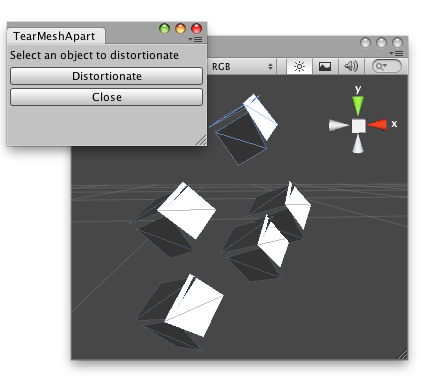 TearMeshApart
Select an object to distortionate
Distortionate
Close
RGB
y
x